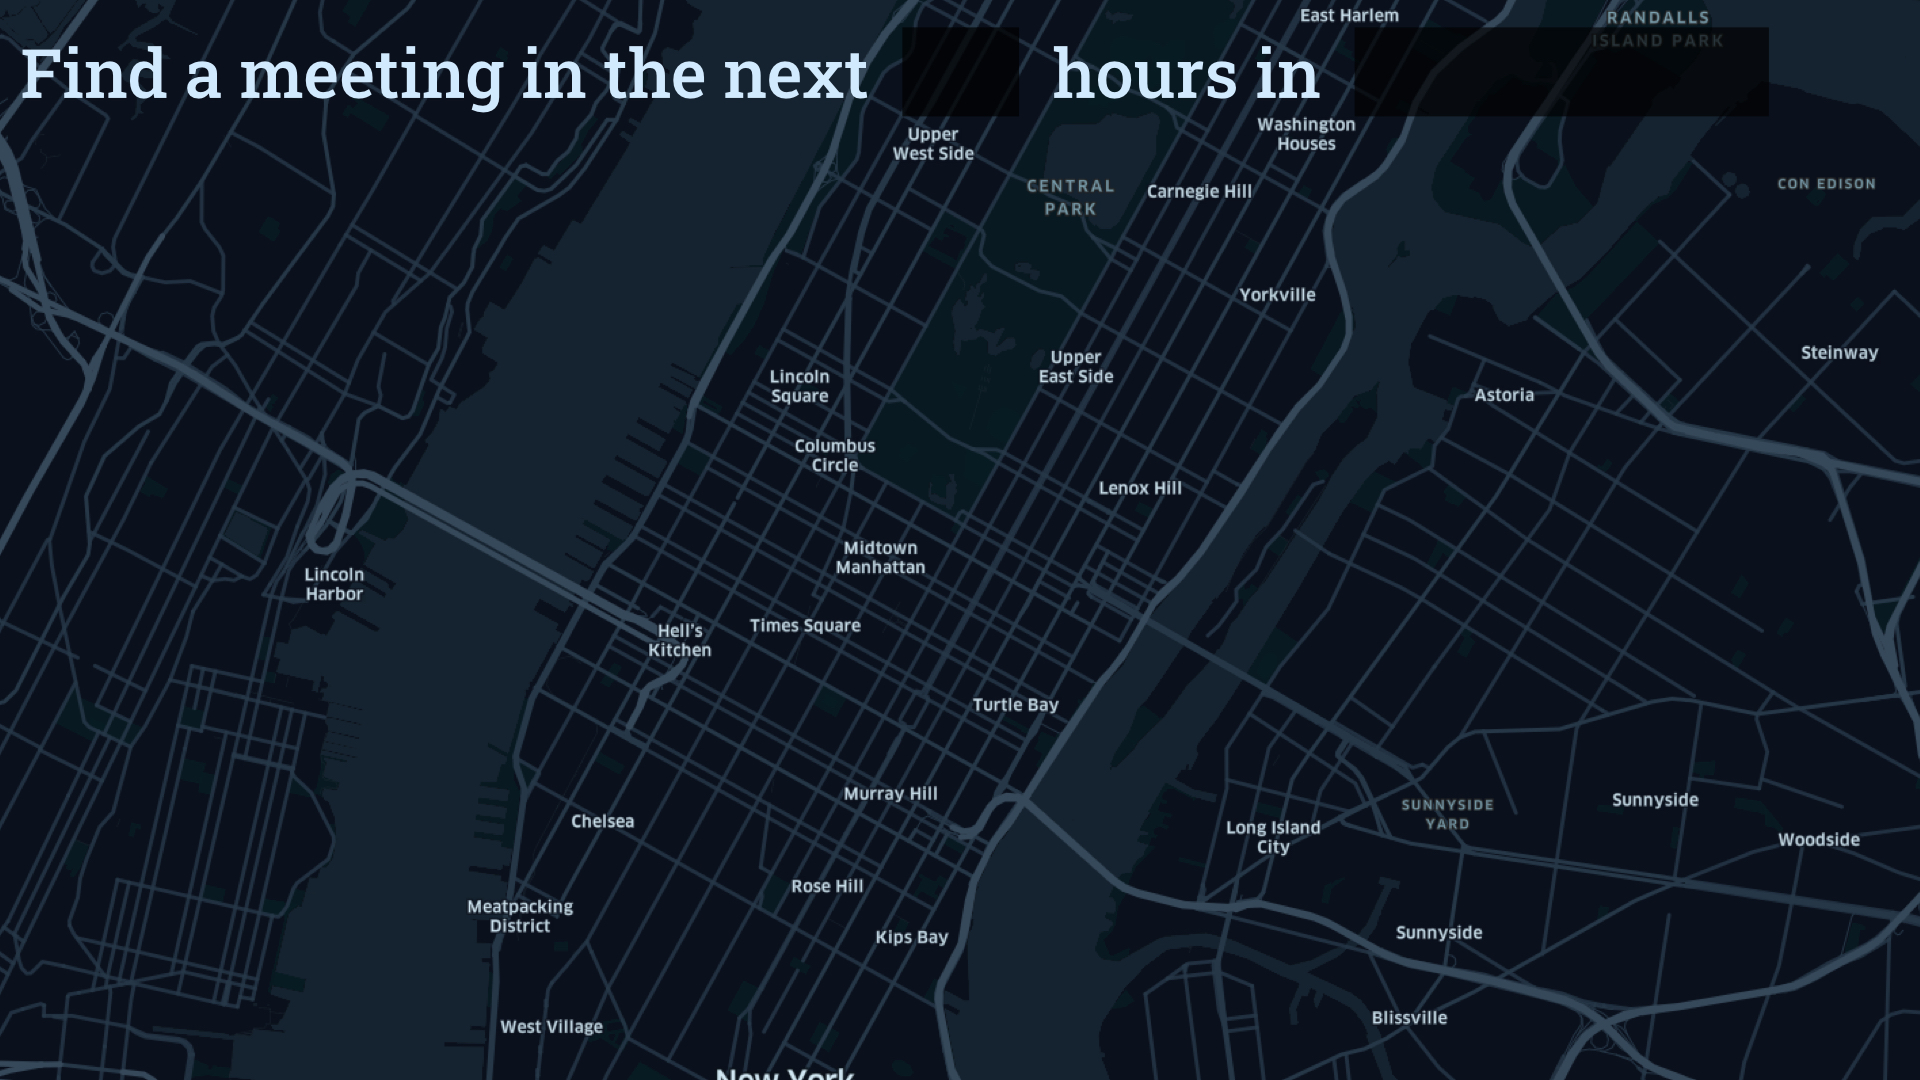 East Harlem
RANDALLS
ISLAND PARK
Find a meeting in the next hours in
Upper
West Side
Washington
Houses
CENTRAL
PARK
Carnegie Hill
CON EDISON
Yorkville
Steinway
Upper
East Side
Lincoln
Square
Astoria
Columbus
Circle
Lenox Hill
Midtown
Manhattan
Lincoln
Harbor
Times Square
Hell's
Kitchen
Turtle Bay
Murray Hill
SUNNYSIDE
YARD
Sunnyside
Chelsea
Long Island
City
Woodside
Rose Hill
Meatpacking
District
Kips Bay
Sunnyside
Blissville
West Village
New York